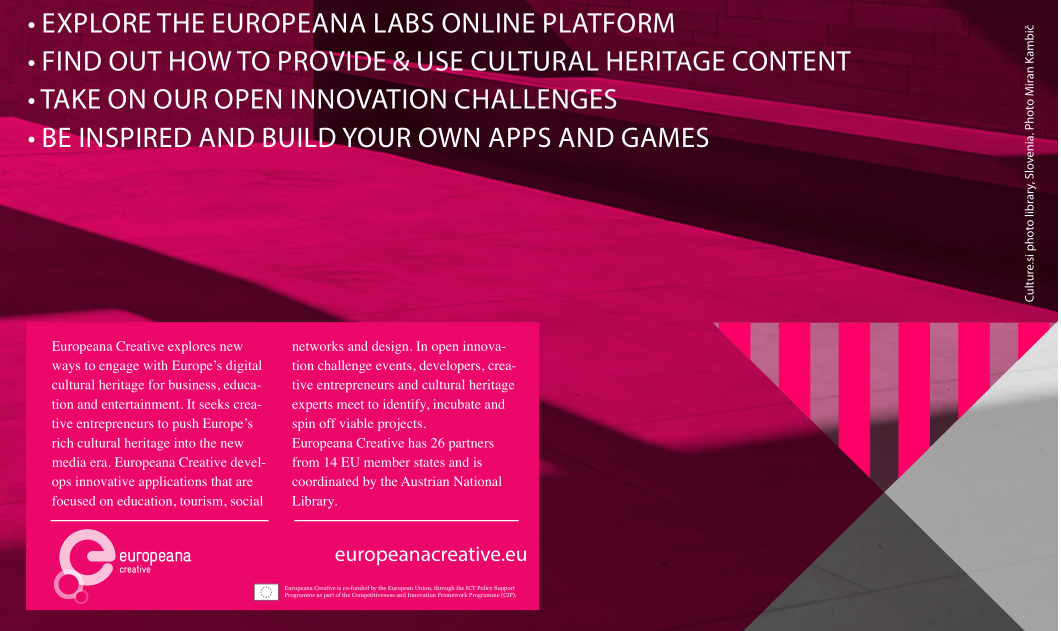 • EXPLORE THE EUROPEANA LABS ONLINE PLATFORM
• FIND OUT HOW TO PROVIDE & USE CULTURAL HERITAGE CONTENT
• TAKE ON OUR OPEN INNOVATION CHALLENGES
• BE INSPIRED AND BUILD YOUR OWN APPS AND GAMES
Culture.si photo library, Slovenia. Photo Miran Kambič
Europeana Creative explores new
ways to engage with Europe's digital
cultural heritage for business, educa-
tion and entertainment. It seeks crea-
tive entrepreneurs to push Europe's
rich cultural heritage into the new
media era. Europeana Creative devel-
ops innovative applications that are
focused on education, tourism, social
networks and design. In open innova-
tion challenge events, developers, crea-
tive entrepreneurs and cultural heritage
experts meet to identify, incubate and
spin off viable projects.
Europeana Creative has 26 partners
from 14 EU member states and is
coordinated by the Austrian National
Library.
europeana
creative
europeanacreative.eu
Europeana Creative is co-funded by the European Union, through the ICT Policy Support
Programme as part of the Competitiveness and Innovation Framework Programme (CIP).